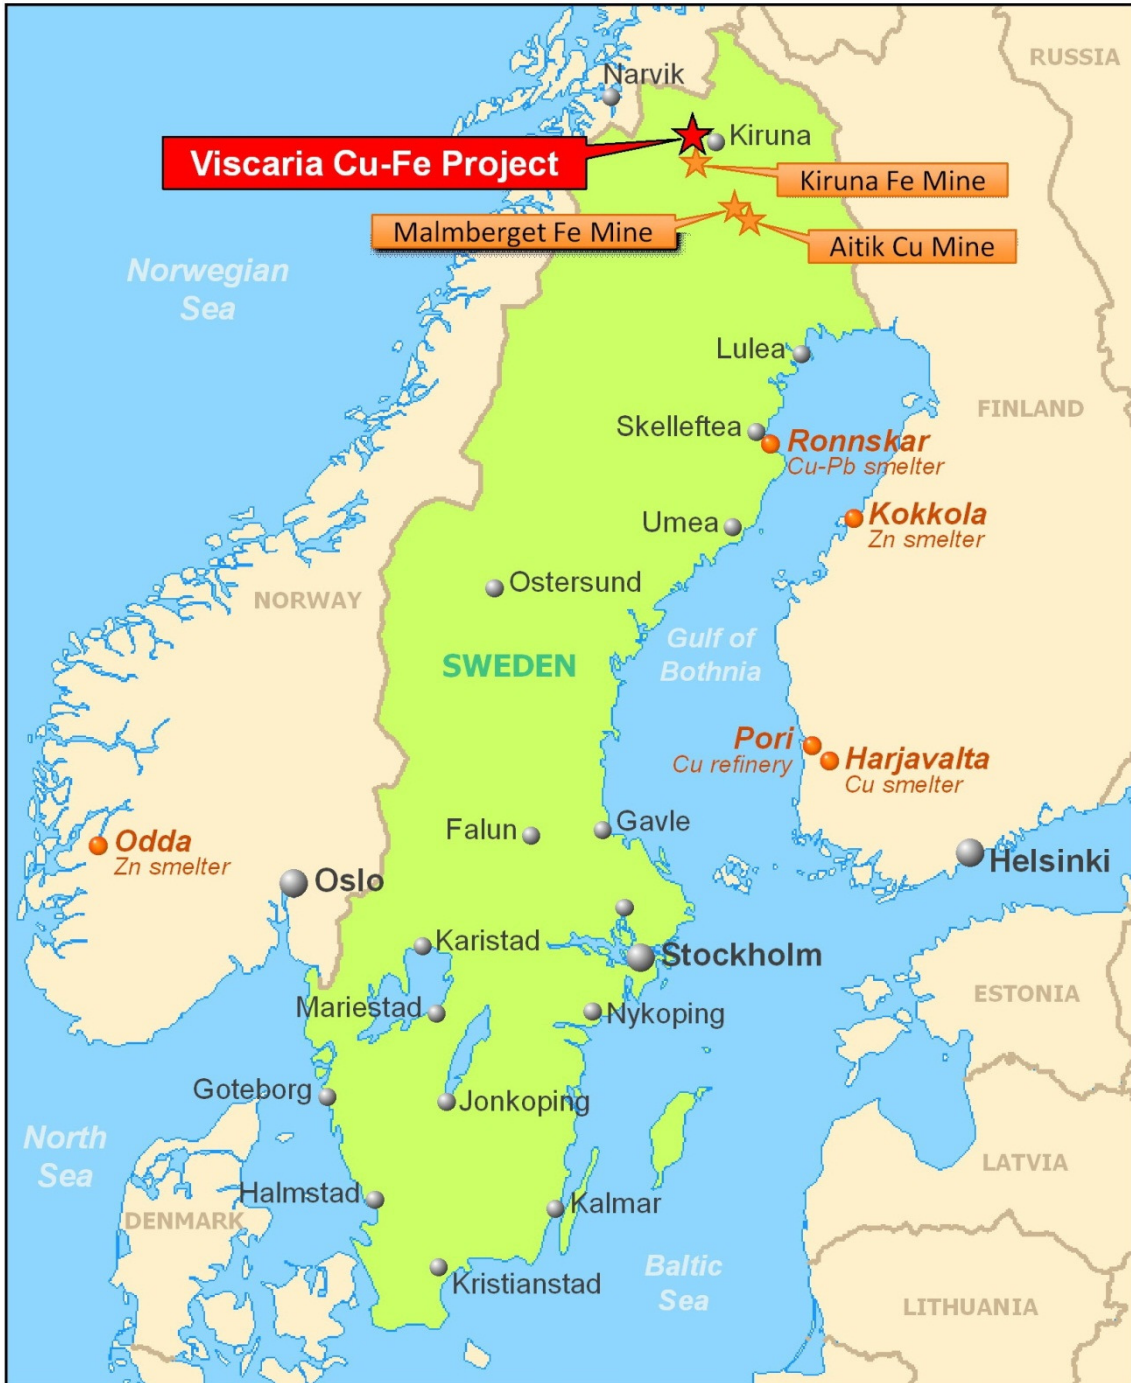 RUSSIA
Narvik
Kiruna
Viscaria Cu-Fe Project
Kiruna Fe Mine
Malmberget Fe Mine
Aitik Cu Mine
Norwegian
Sea
Lulea
FINLAND
Skelleftea
Ronnskar
Cu-Pb smelter
Kokkola
Zn smelter
Umea
Ostersund
NORWAY
Gulf of
Bothnia
SWEDEN
Pori
Cu refinery
Harjavalta
Cu smelter
Falun
Gavle
Odda
Zn smelter
Oslo
Helsinki
Karistad
Stockholm
Mariestad
Nykoping
ESTONIA
Goteborg
Jonkoping
North
Sea
LATVIA
Halmstad
Kalmar
DENMARK
Kristianstad
Baltic
Sea
LITHUANIA